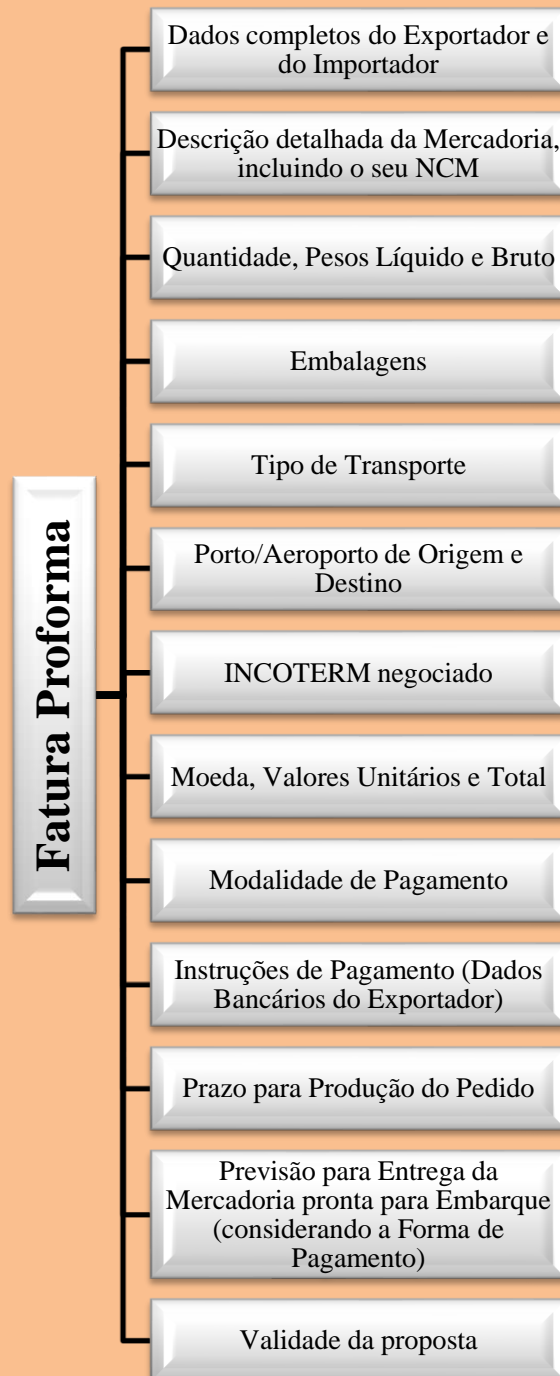 Fatura Proforma
Dados completos do Exportador e
do Importador
Descrição detalhada da Mercadoria,
incluindo o seu NCM
Quantidade, Pesos Líquido e Bruto
Embalagens
Tipo de Transporte
Porto/Aeroporto de Origem e
Destino
INCOTERM negociado
Moeda, Valores Unitários e Total
Modalidade de Pagamento
Instruções de Pagamento (Dados
Bancários do Exportador)
Prazo para Produção do Pedido
Previsão para Entrega da
Mercadoria pronta para Embarque
(considerando a Forma de
Pagamento)
Validade da proposta